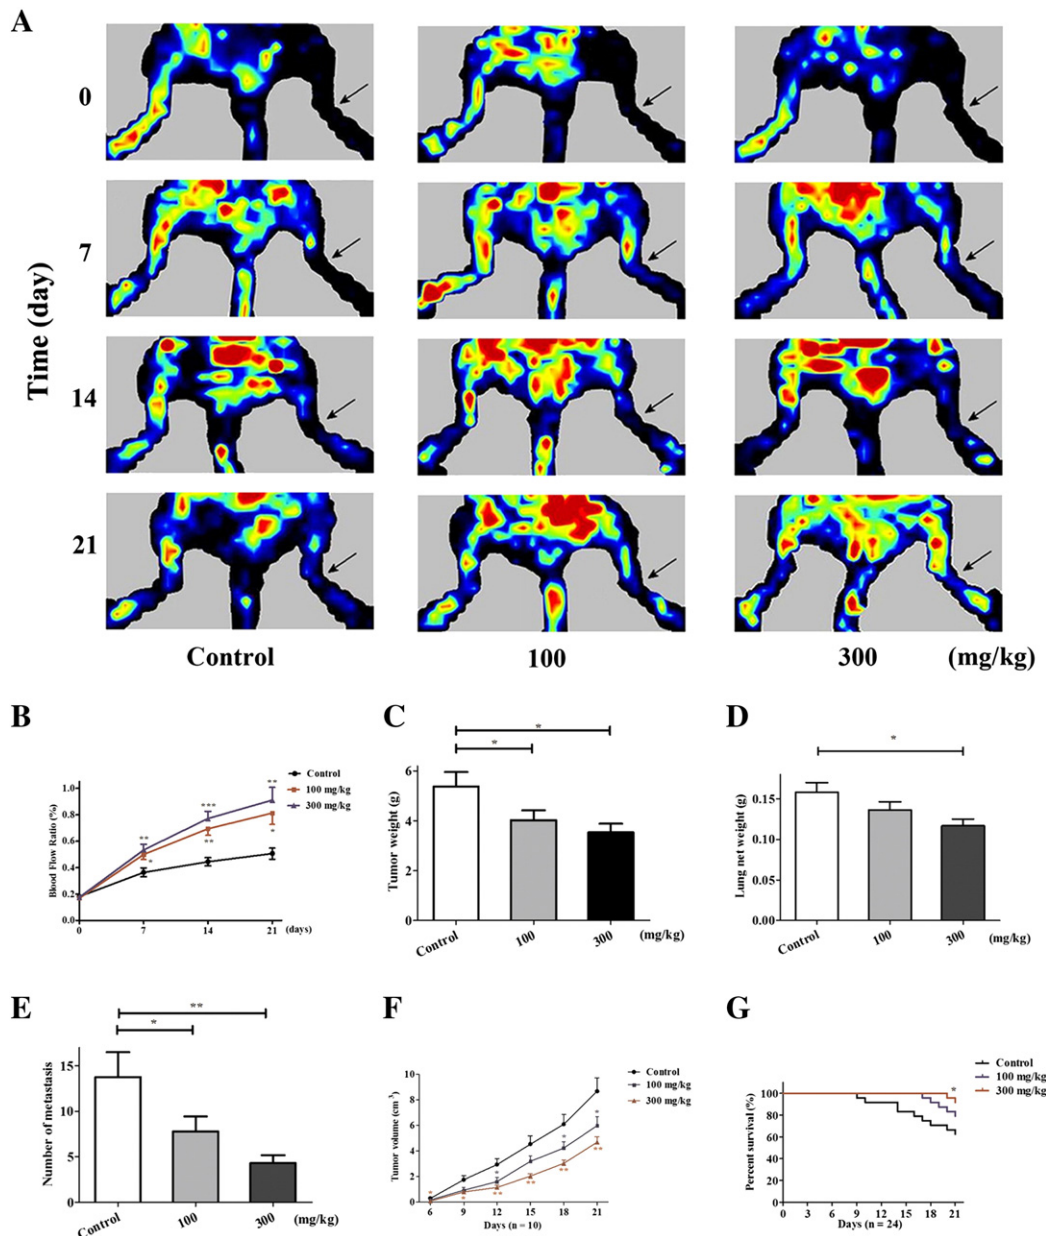 A
0
7
14
21
Time (day)
Control 100 300 (mg/kg)
B
Control
100 mg/kg
300 mg/kg
Blood Flow Ratio (%)
1.0
0.8
0.6
0.4
0.2
0.0
** *** **
* ** *
0 7 14 21 (days)
C
*
*
Tumor weight (g)
6
4
2
0
Control 100 300 (mg/kg)
D
*
Lung net weight (g)
0.15
0.10
0.05
0.00
Control 100 300 (mg/kg)
E
**
*
Number of metastasis
15
10
5
0
Control 100 300 (mg/kg)
F
Control
100 mg/kg
300 mg/kg
Tumor volume (cm³)
10
8
6
4
2
0
* * *
* * ** ** ** **
6 9 12 15 18 21
Days (n = 10)
G
Control
100 mg/kg
300 mg/kg
*
Percent survival (%)
100
80
60
40
20
0
0 3 6 9 12 15 18 21
Days (n = 24)